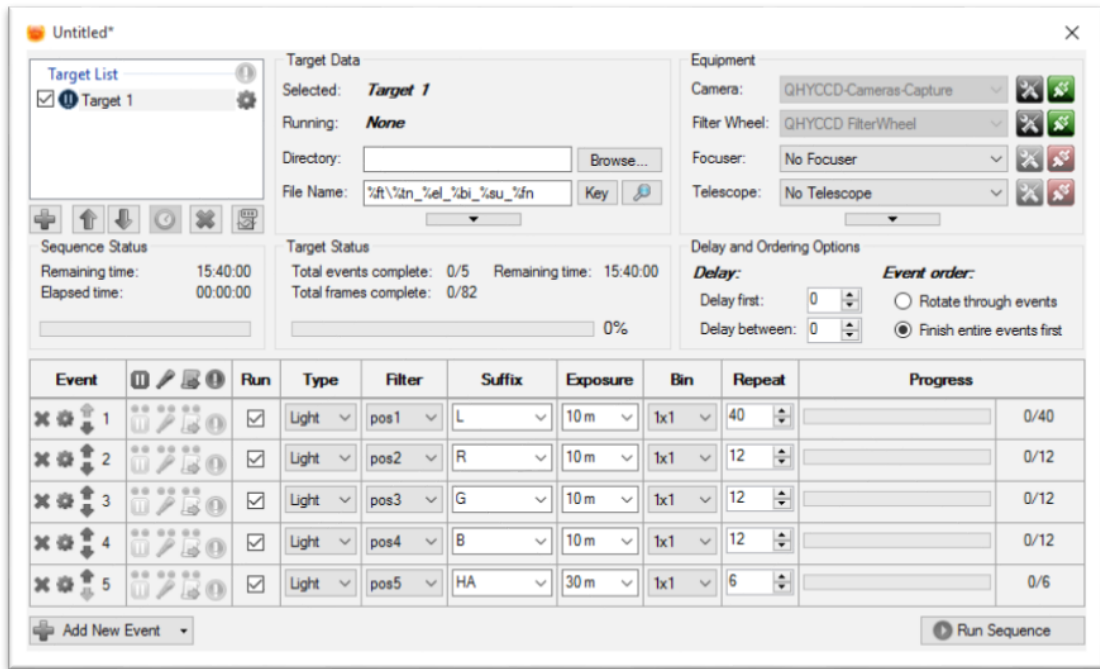 Untitled*
Target List
Target 1
Target Data
Selected: Target 1
Running: None
Directory: Browse...
File Name: %ft\%tn_%el_%bi_%su_%fn Key
Equipment
Camera: QHYCCD-Cameras-Capture
Filter Wheel: QHYCCD FilterWheel
Focuser: No Focuser
Telescope: No Telescope
Sequence Status
Remaining time: 15:40:00
Elapsed time: 00:00:00
Target Status
Total events complete: 0/5 Remaining time: 15:40:00
Total frames complete: 0/82
0%
Delay and Ordering Options
Delay: Event order:
Delay first: 0 Rotate through events
Delay between: 0 Finish entire events first
Event Run Type Filter Suffix Exposure Bin Repeat Progress
1 Light pos1 L 10 m 1x1 40 0/40
2 Light pos2 R 10 m 1x1 12 0/12
3 Light pos3 G 10 m 1x1 12 0/12
4 Light pos4 B 10 m 1x1 12 0/12
5 Light pos5 HA 30 m 1x1 6 0/6
Add New Event Run Sequence